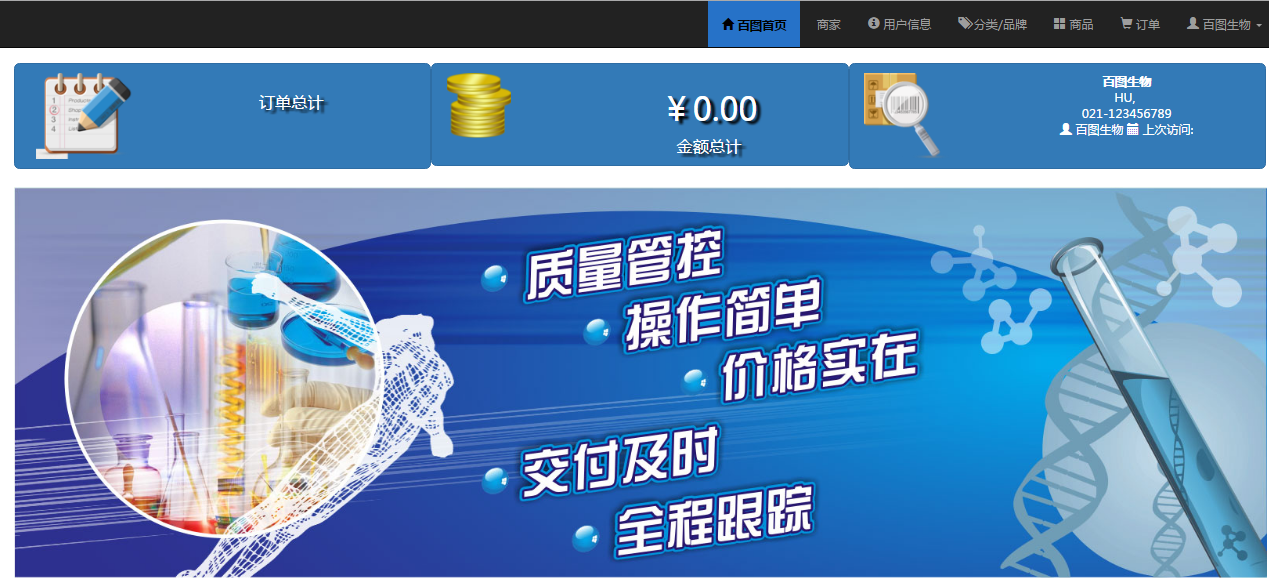 百图首页 商家 用户信息 分类/品牌 商品 订单 百图生物
订单总计
¥0.00
金额总计
百图生物
HU,
021-123456789
百图生物 上次访问:
质量管控
操作简单
价格实在
交付及时
全程跟踪